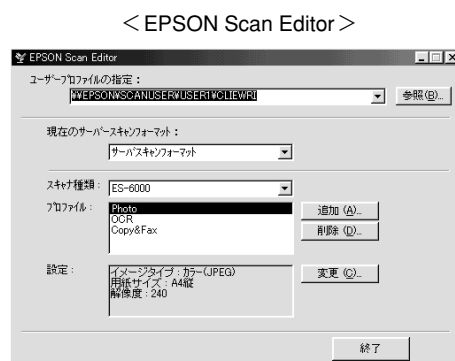 ＜EPSON Scan Editor＞
EPSON Scan Editor
ﾕｰｻﾞｰﾌﾟﾛﾌｧｲﾙの指定：
¥¥EPSON¥SCANUSER¥USER1¥CLIEWRI
参照(B)...
現在のｻｰﾊﾞｰｽｷｬﾝﾌｫｰﾏｯﾄ：
ｻｰﾊﾞｽｷｬﾝﾌｫｰﾏｯﾄ
ｽｷｬﾅ種類：
ES-6000
ﾌﾟﾛﾌｧｲﾙ：
Photo
OCR
Copy&Fax
追加 (A)...
削除 (D)...
設定：
イメージタイプ：カラー(JPEG)
用紙サイズ：A4縦
解像度：240
変更 (C)...
終了